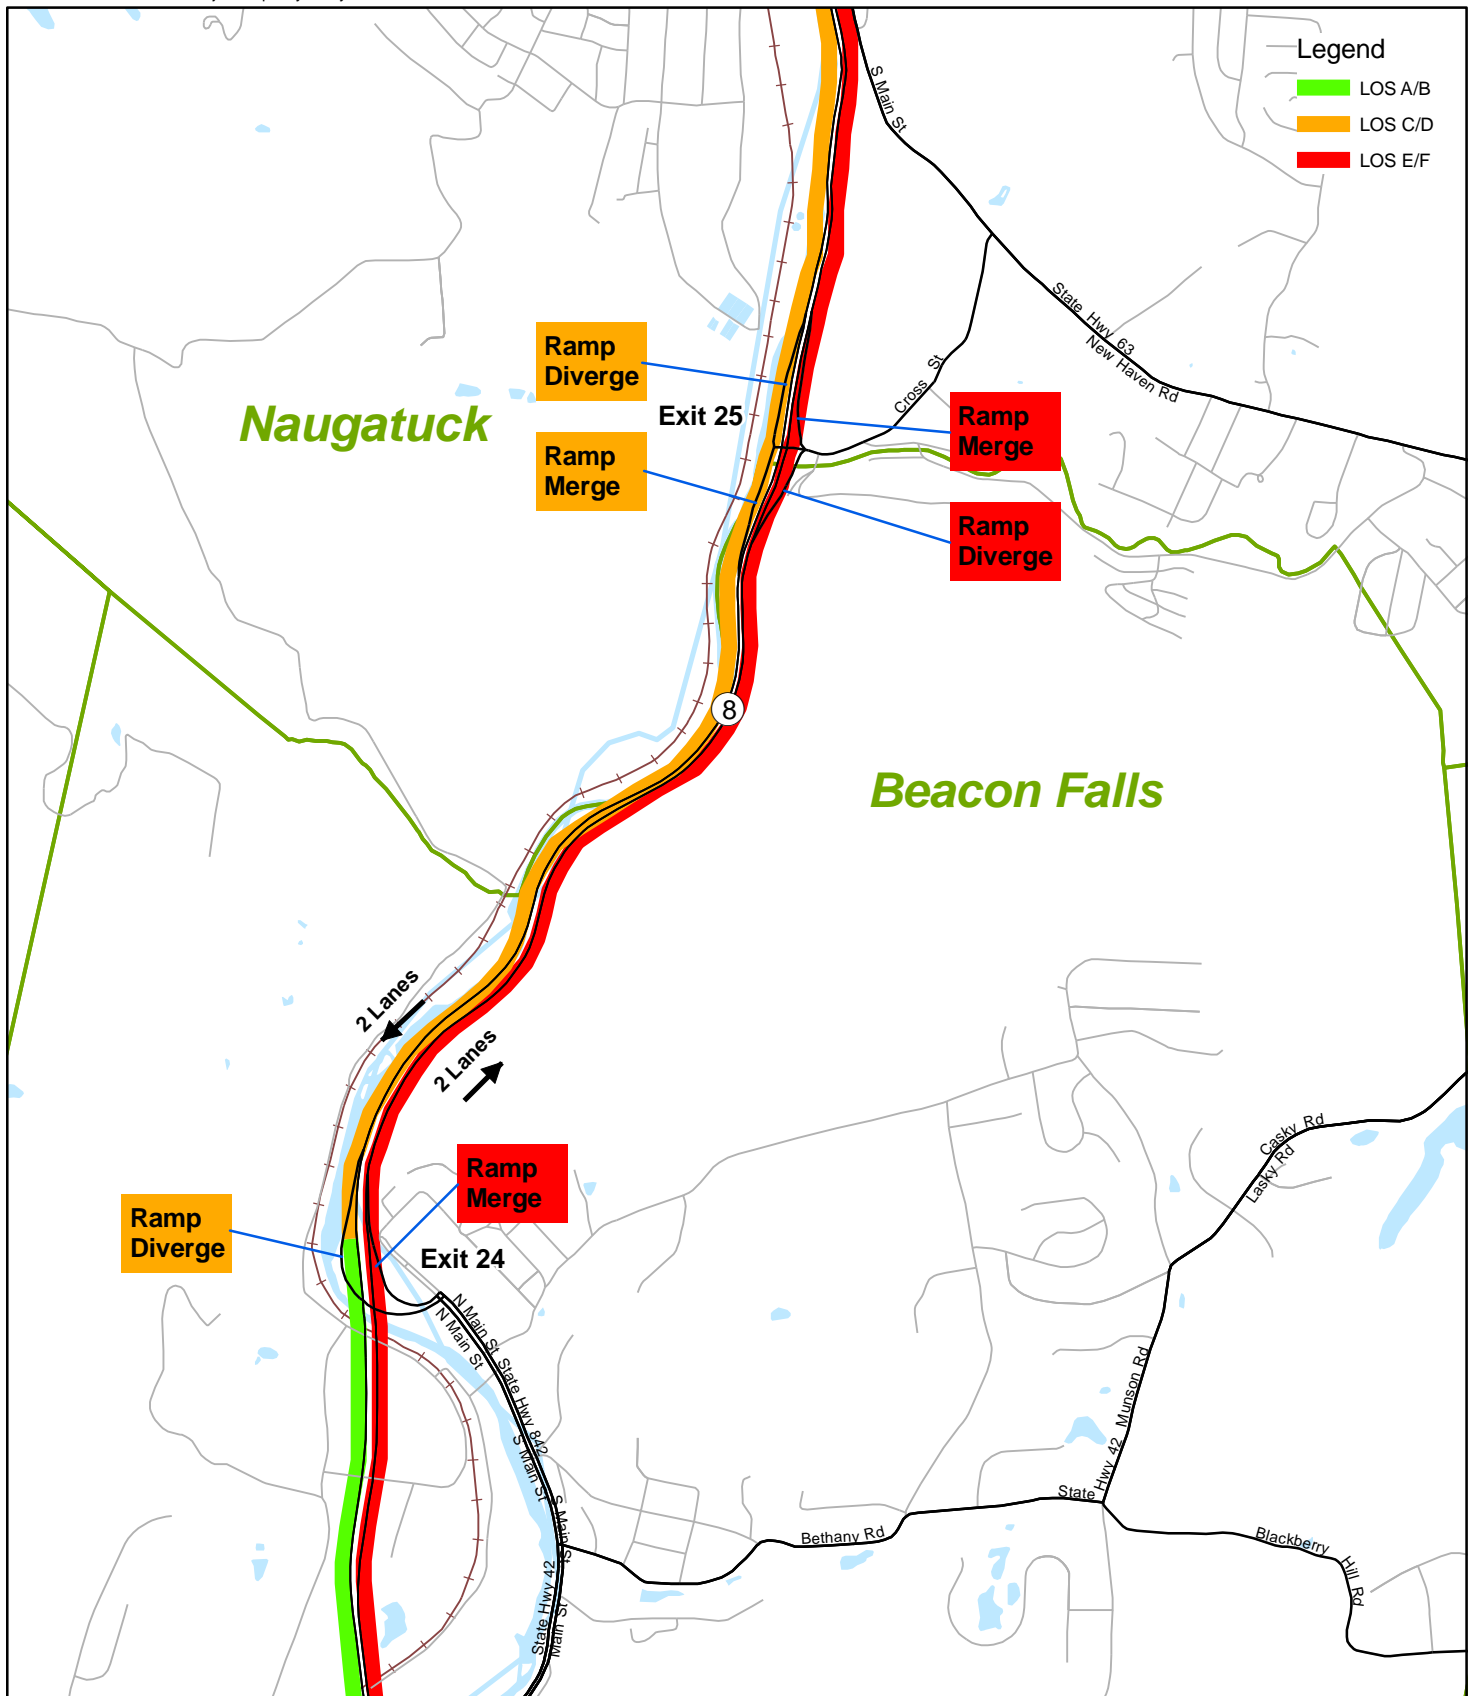 Legend
LOS A/B
LOS C/D
LOS E/F
S Main St
State Hwy 63
New Haven Rd
Cross St
Ramp
Diverge
Naugatuck
Exit 25
Ramp
Merge
Ramp
Merge
Ramp
Diverge
8
Beacon Falls
2 Lanes
2 Lanes
Ramp
Merge
Ramp
Diverge
Exit 24
Casky Rd
Lasky Rd
N Main St
N Main St
State Hwy 842
S Main St
S Main St
State Hwy 42
Main St
Bethany Rd
State Hwy 42
Munson Rd
Blackberry Hill Rd